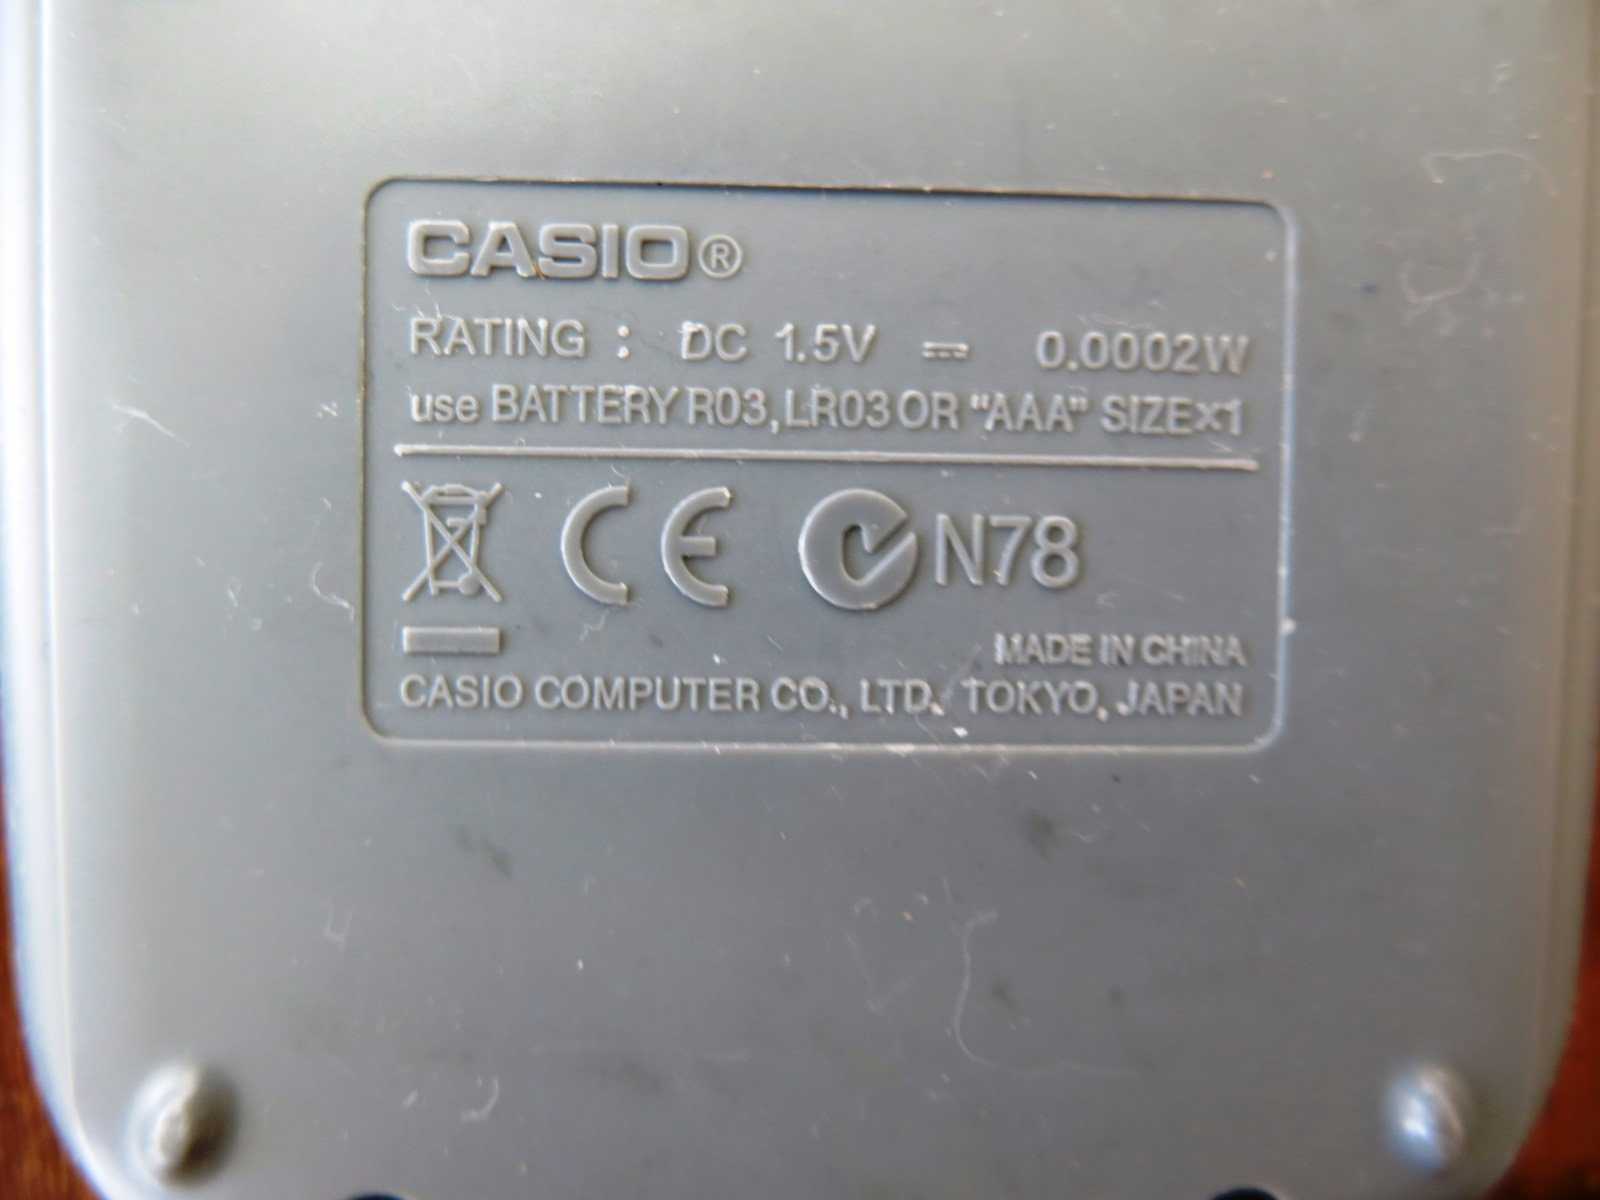 CASIO®
RATING : DC 1.5V ⎓ 0.0002W
use BATTERY R03, LR03 OR "AAA" SIZE×1
CE N78
MADE IN CHINA
CASIO COMPUTER CO., LTD. TOKYO, JAPAN